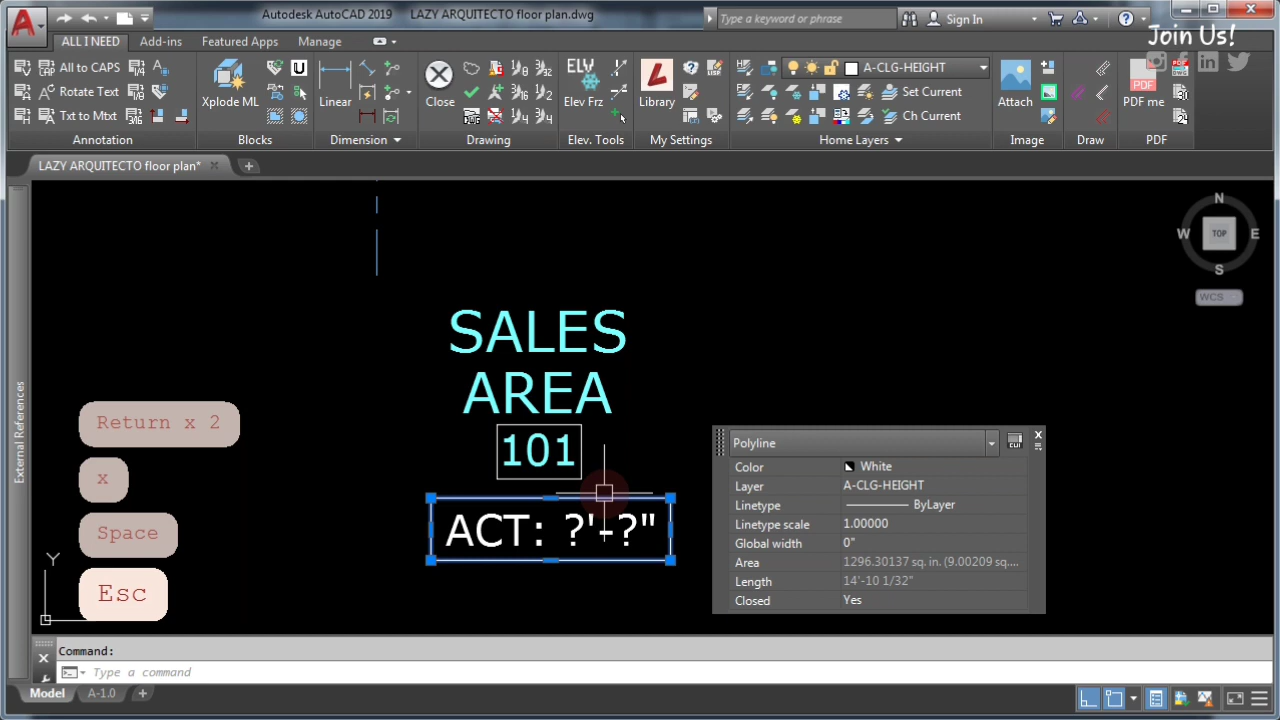 Autodesk AutoCAD 2019 LAZY ARQUITECTO floor plan.dwg
Type a keyword or phrase Sign In
Join Us!
ALL I NEED Add-ins Featured Apps Manage
All to CAPS
Rotate Text
Txt to Mtxt
Annotation
Xplode ML
Blocks
Linear
Dimension
Close
Drawing
ELV
Elev Frz
Elev. Tools
Library
My Settings
A-CLG-HEIGHT
Set Current
Ch Current
Home Layers
Attach
Image
Draw
PDF
PDF me
PDF
LAZY ARQUITECTO floor plan*
External References
N
W TOP E
S
WCS
SALES
AREA
101
ACT: ?'-?"
Return x 2
x
Space
Esc
Y
Polyline
CUI
Color White
Layer A-CLG-HEIGHT
Linetype ByLayer
Linetype scale 1.00000
Global width 0"
Area 1296.30137 sq. in. (9.00209 sq....
Length 14'-10 1/32"
Closed Yes
Command:
Type a command
Model A-1.0